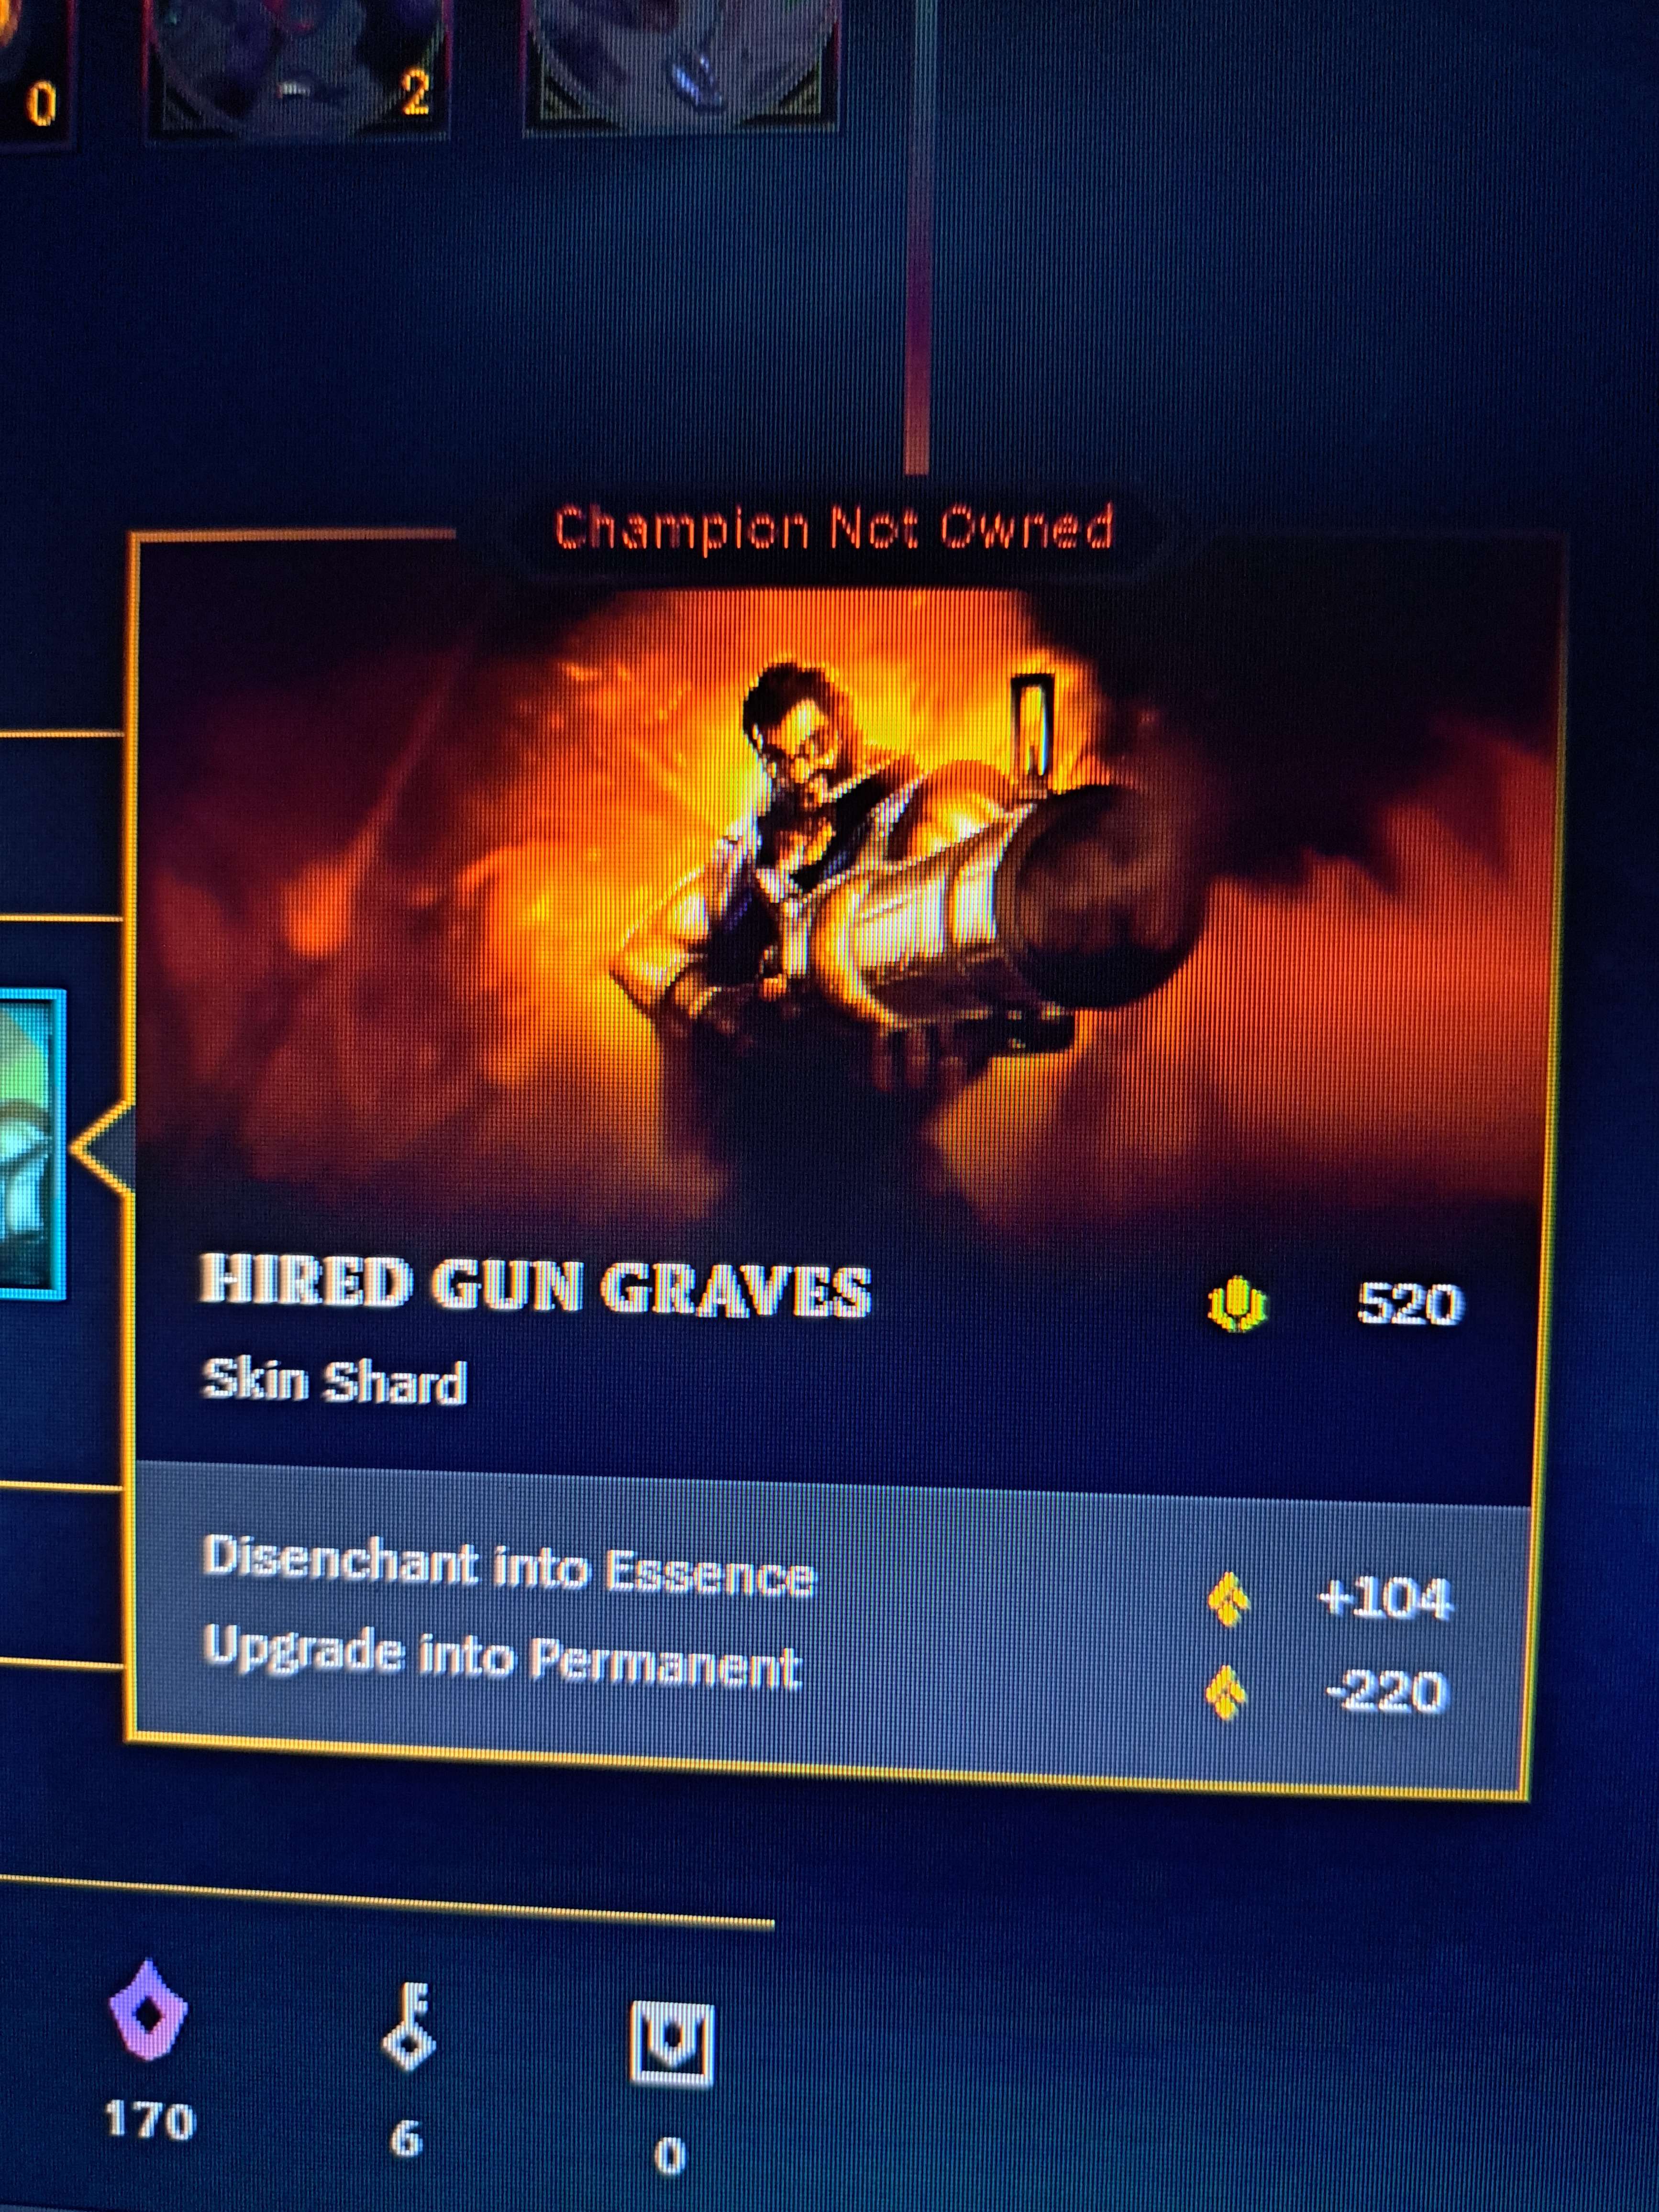 0
2
Champion Not Owned
HIRED GUN GRAVES
520
Skin Shard
Disenchant into Essence
+104
Upgrade into Permanent
-220
170
6
0